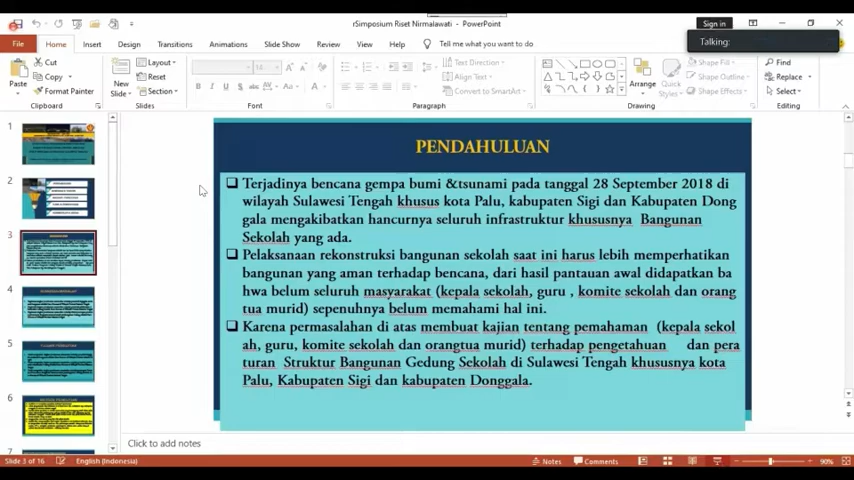 rSimposium Riset Nirmalawati - PowerPoint
Sign in
Talking:
File Home Insert Design Transitions Animations Slide Show Review View Help Tell me what you want to do
Cut
Copy
Format Painter
Paste
Clipboard
New
Slide
Layout
Reset
Section
Slides
Font
Text Direction
Align Text
Convert to SmartArt
Paragraph
Arrange
Quick
Styles
Shape Fill
Shape Outline
Shape Effects
Drawing
Find
Replace
Select
Editing
1
2
3
4
5
6
7
PENDAHULUAN
Terjadinya bencana gempa bumi &tsunami pada tanggal 28 September 2018 di
wilayah Sulawesi Tengah khusus kota Palu, kabupaten Sigi dan Kabupaten Dong
gala mengakibatkan hancurnya seluruh infrastruktur khususnya Bangunan
Sekolah yang ada.
Pelaksanaan rekonstruksi bangunan sekolah saat ini harus lebih memperhatikan
bangunan yang aman terhadap bencana, dari hasil pantauan awal didapatkan ba
hwa belum seluruh masyarakat (kepala sekolah, guru , komite sekolah dan orang
tua murid) sepenuhnya belum memahami hal ini.
Karena permasalahan di atas membuat kajian tentang pemahaman (kepala sekol
ah, guru, komite sekolah dan orangtua murid) terhadap pengetahuan dan pera
turan Struktur Bangunan Gedung Sekolah di Sulawesi Tengah khususnya kota
Palu, Kabupaten Sigi dan kabupaten Donggala.
Click to add notes
Slide 3 of 16 English (Indonesia) Notes Comments 90%